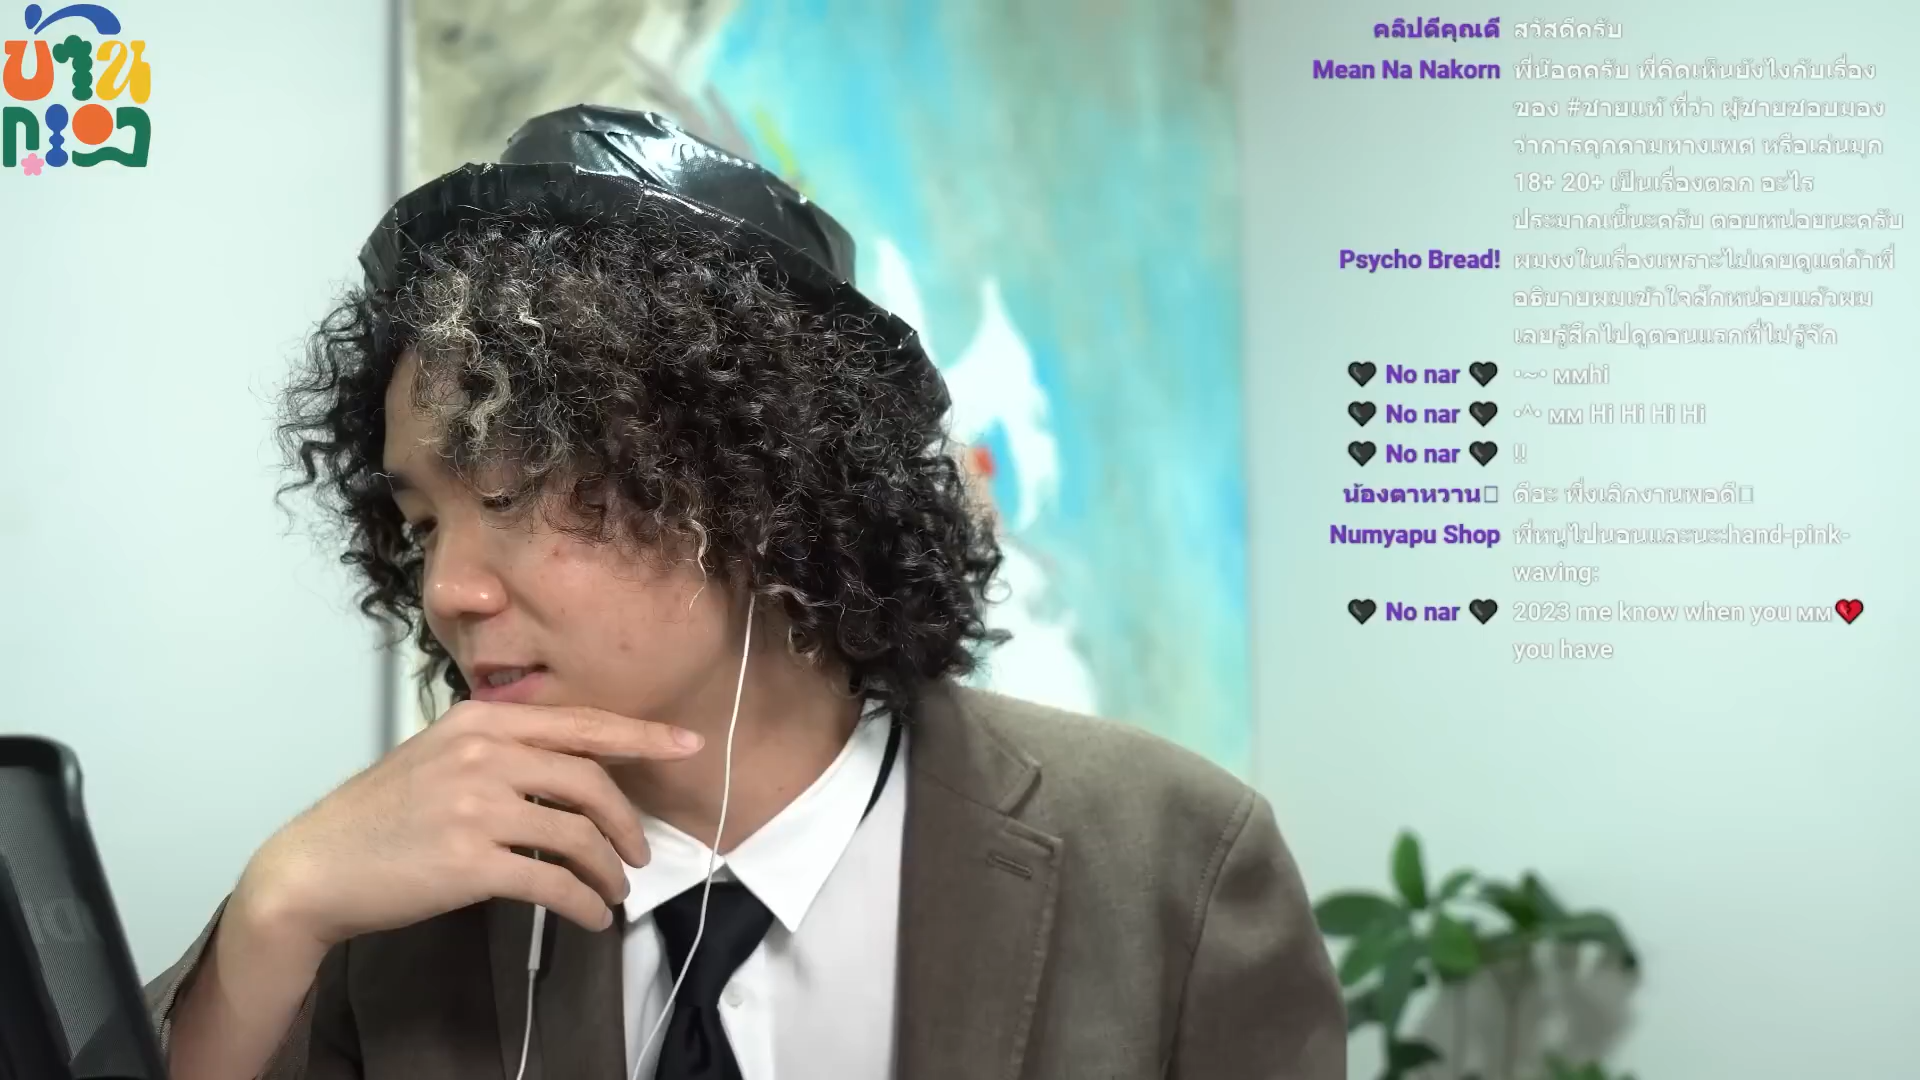 บ้าน
กูเอง
คลิปดีคุณดี สวัสดีครับ
Mean Na Nakorn พี่น๊อตครับ พี่คิดเห็นยังไงกับเรื่อง
ของ #ชายแท้ ที่ว่า ผู้ชายชอบมอง
ว่าการคุกคามทางเพศ หรือเล่นมุก
18+ 20+ เป็นเรื่องตลก อะไร
ประมาณนี้นะครับ ตอบหน่อยนะครับ
Psycho Bread! ผมงงในเรื่องเพราะไม่เคยดูแต่ถ้าพี่
อธิบายผมเข้าใจสักหน่อยแล้วผม
เลยรู้สึกไปดูตอนแรกที่ไม่รู้จัก
🖤 No nar 🖤 •~• ᴍᴍhi
🖤 No nar 🖤 •^• ᴍᴍ Hi Hi Hi Hi
🖤 No nar 🖤 !!
น้องตาหวาน ดีฮะ พึ่งเลิกงานพอดี
Numyapu Shop พี่หนูไปนอนและนะ:hand-pink-
waving:
🖤 No nar 🖤 2023 me know when you ᴍᴍ💔
you have